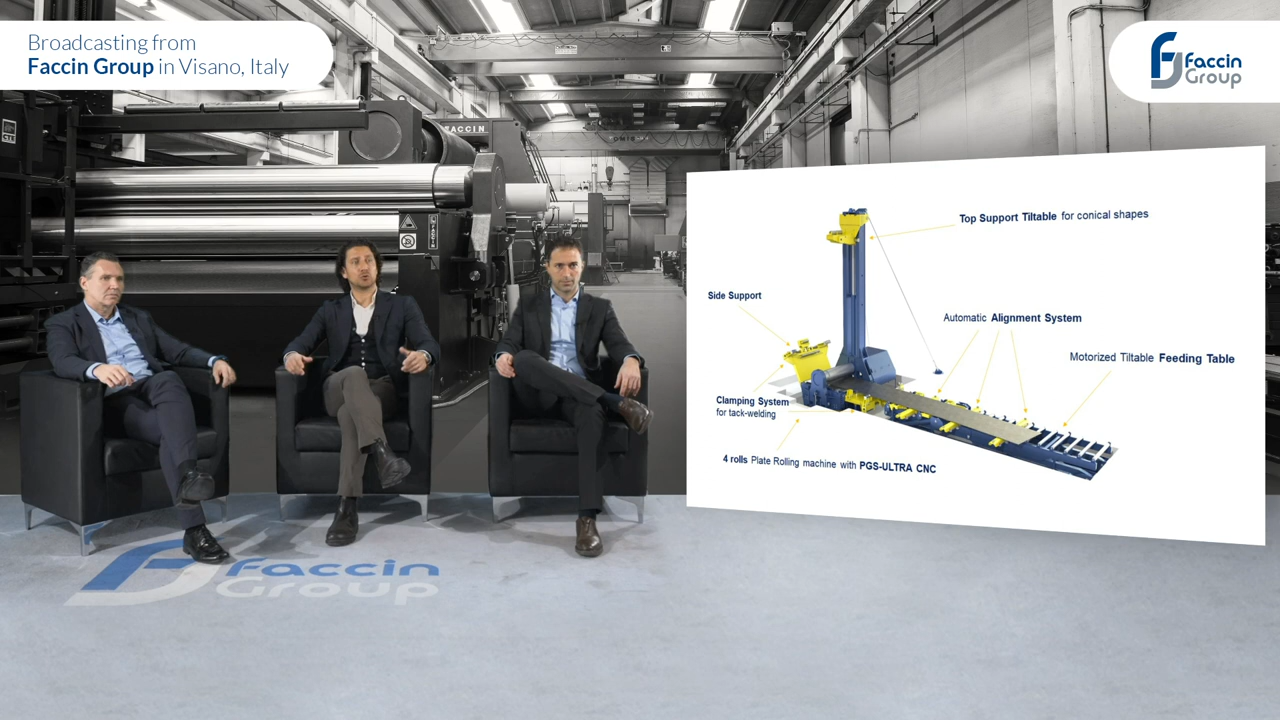 Broadcasting from
Faccin Group in Visano, Italy
Faccin
Group
FACCIN
Top Support Tiltable for conical shapes
Side Support
Automatic Alignment System
Motorized Tiltable Feeding Table
Clamping System
for tack-welding
4 rolls Plate Rolling machine with PGS-ULTRA CNC
Faccin
Group